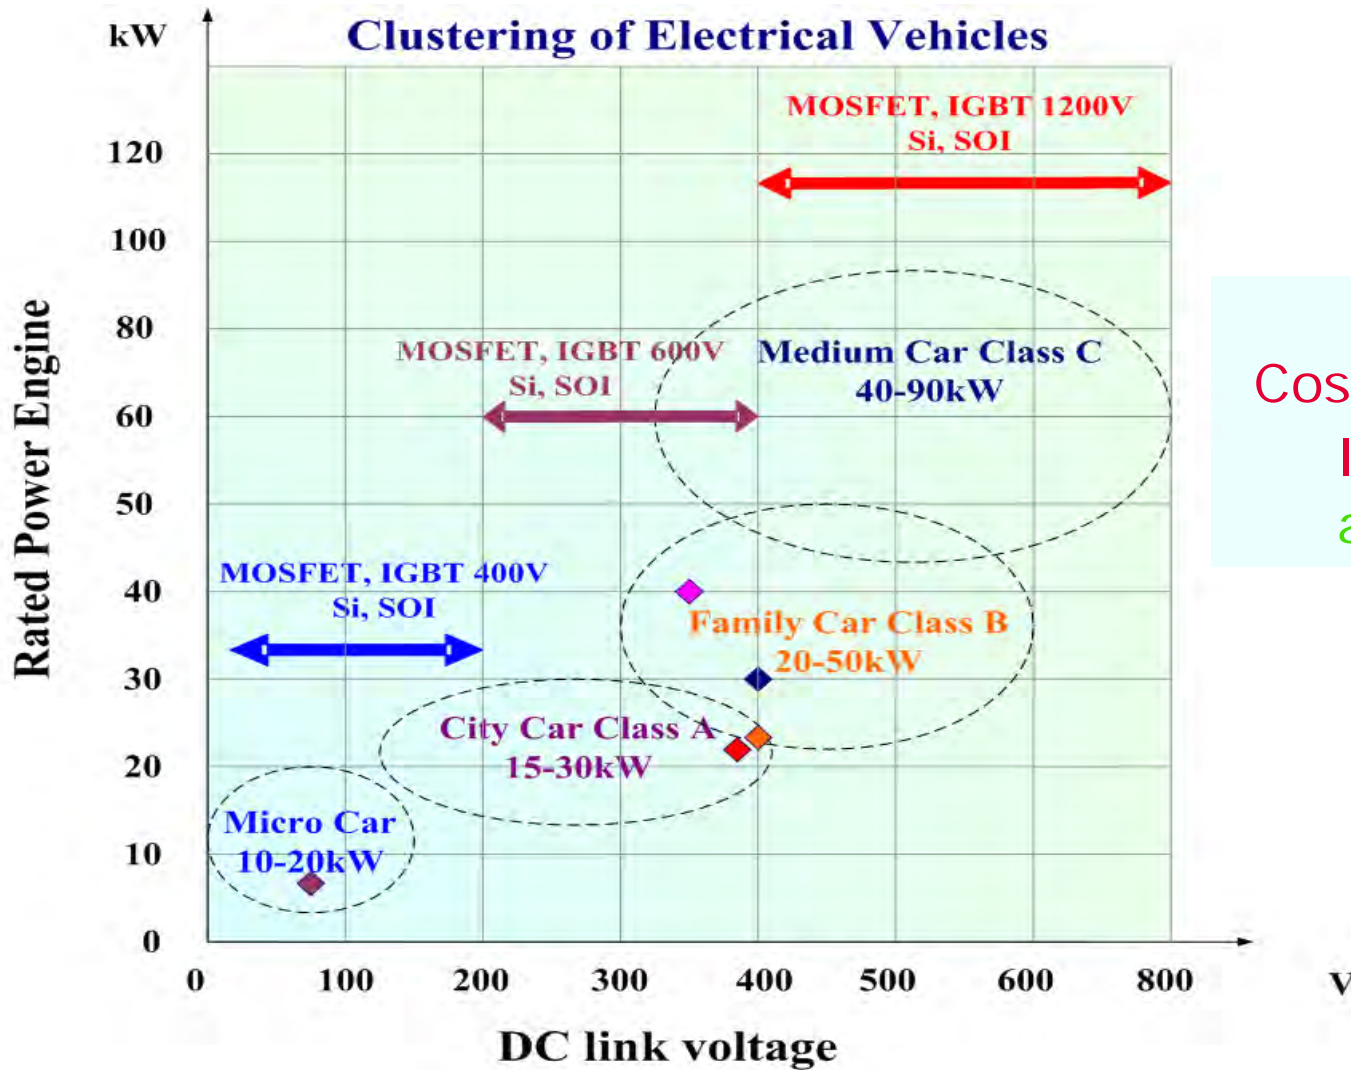 Clustering of Electrical Vehicles
kW
MOSFET, IGBT 1200V
Si, SOI
120
100
80
MOSFET, IGBT 600V
Si, SOI
Medium Car Class C
40-90kW
60
50
MOSFET, IGBT 400V
Si, SOI
40
Family Car Class B
20-50kW
30
City Car Class A
15-30kW
20
Micro Car
10-20kW
10
0
Rated Power Engine
0 100 200 300 400 500 600 800 V
DC link voltage
Cos
a